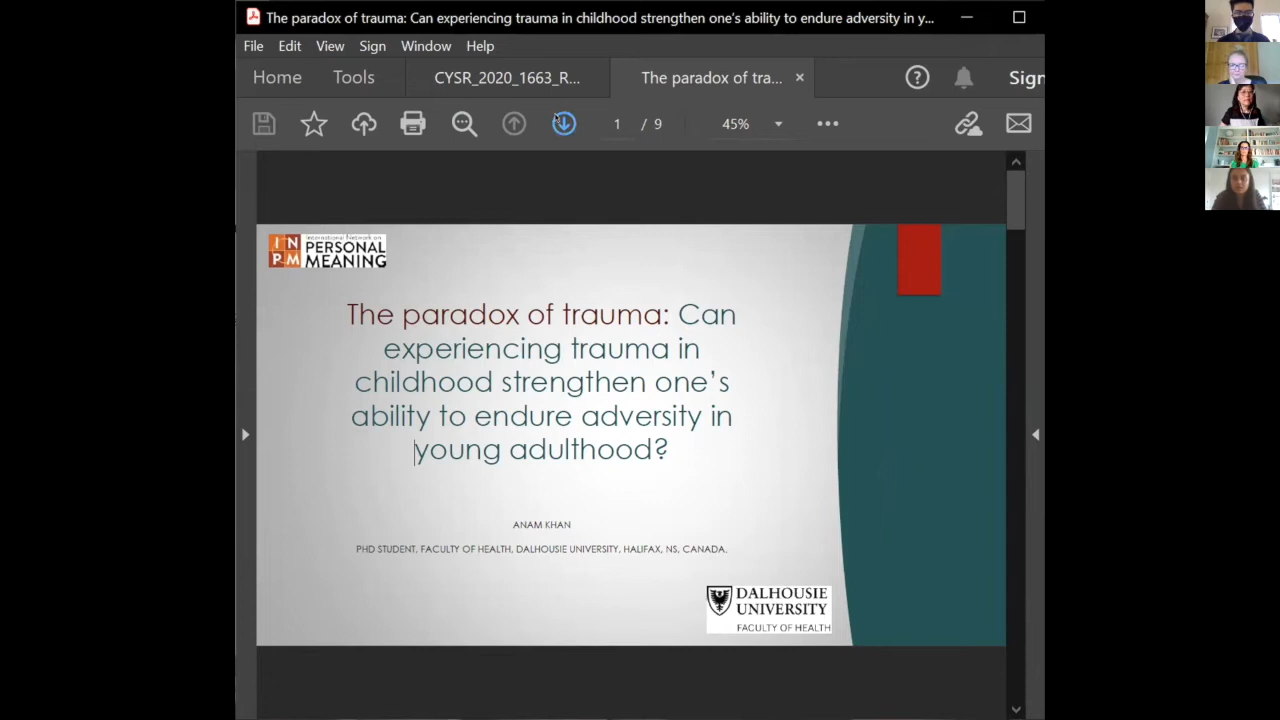 The paradox of trauma: Can experiencing trauma in childhood strengthen one's ability to endure adversity in y...
File Edit View Sign Window Help
Home Tools CYSR_2020_1663_R... The paradox of tra... × Sign
1 / 9 45%
International Network on
PERSONAL
MEANING
I N
P M
The paradox of trauma: Can
experiencing trauma in
childhood strengthen one's
ability to endure adversity in
young adulthood?
ANAM KHAN
PHD STUDENT, FACULTY OF HEALTH, DALHOUSIE UNIVERSITY, HALIFAX, NS, CANADA.
DALHOUSIE
UNIVERSITY
FACULTY OF HEALTH